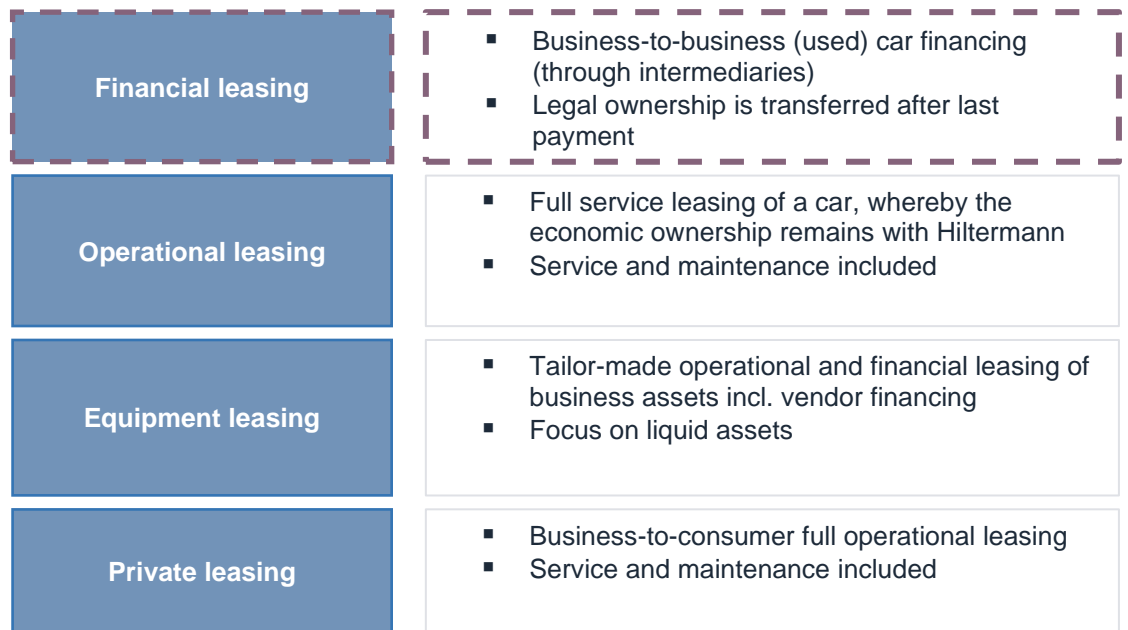 Financial leasing
▪ Business-to-business (used) car financing
(through intermediaries)
▪ Legal ownership is transferred after last
payment
Operational leasing
▪ Full service leasing of a car, whereby the
economic ownership remains with Hiltermann
▪ Service and maintenance included
Equipment leasing
▪ Tailor-made operational and financial leasing of
business assets incl. vendor financing
▪ Focus on liquid assets
Private leasing
▪ Business-to-consumer full operational leasing
▪ Service and maintenance included